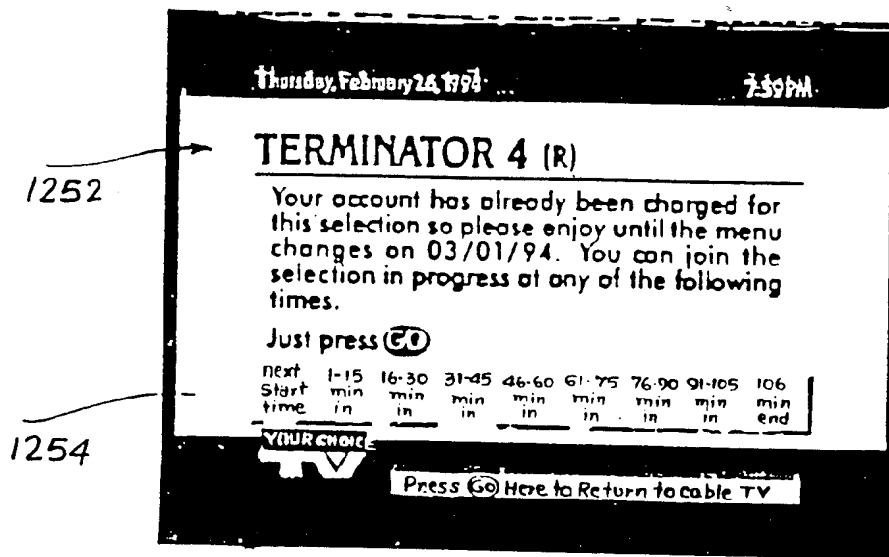 Thursday, February 26, 1994
7:59PM
1252
TERMINATOR 4 (R)
Your account has already been charged for
this selection so please enjoy until the menu
changes on 03/01/94. You can join the
selection in progress at any of the following
times.
Just press GO
next 1-15 16-30 31-45 46-60 61-75 76-90 91-105 106
Start min min min min min min min min
time in in in in in in in end
1254
YOUR CHOICE
TV
Press GO Here to Return to cable TV